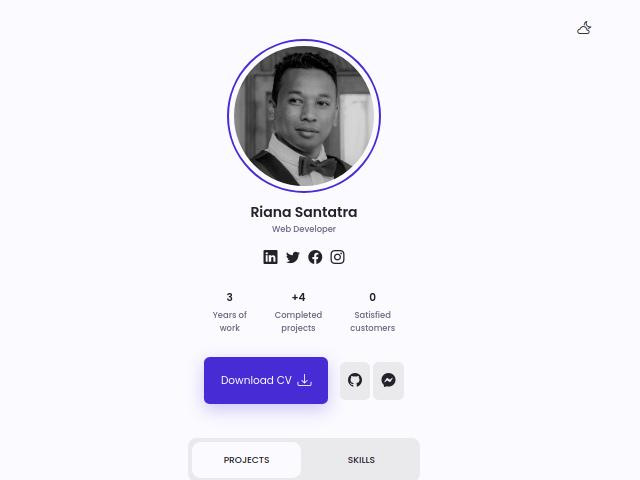 Riana Santatra
Web Developer
3
+4
0
Years of
work
Completed
projects
Satisfied
customers
Download CV
PROJECTS
SKILLS